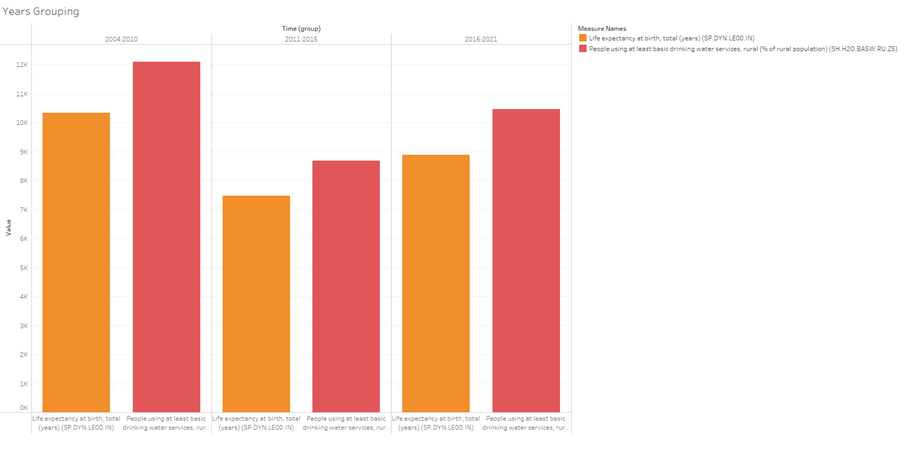 Years Grouping
Time (group)
2004-2010
2011-2015
2016-2021
Measure Names
Life expectancy at birth, total (years) (SP.DYN.LE00.IN)
People using at least basic drinking water services, rural (% of rural population) (SH.H2O.BASW.RU.ZS)
Value
12K
11K
10K
9K
8K
7K
6K
5K
4K
3K
2K
1K
0K
Life expectancy at birth, total
(years) (SP.DYN.LE00.IN)
People using at least basic
drinking water services, rur..
Life expectancy at birth, total
(years) (SP.DYN.LE00.IN)
People using at least basic
drinking water services, rur..
Life expectancy at birth, total
(years) (SP.DYN.LE00.IN)
People using at least basic
drinking water services, rur..